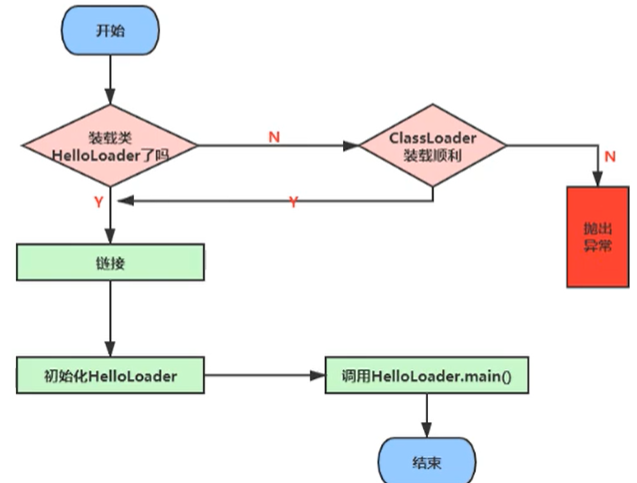 开始
装载类
HelloLoader了吗
N
ClassLoader
装载顺利
N
Y
Y
抛出
异常
链接
初始化HelloLoader
调用HelloLoader.main()
结束